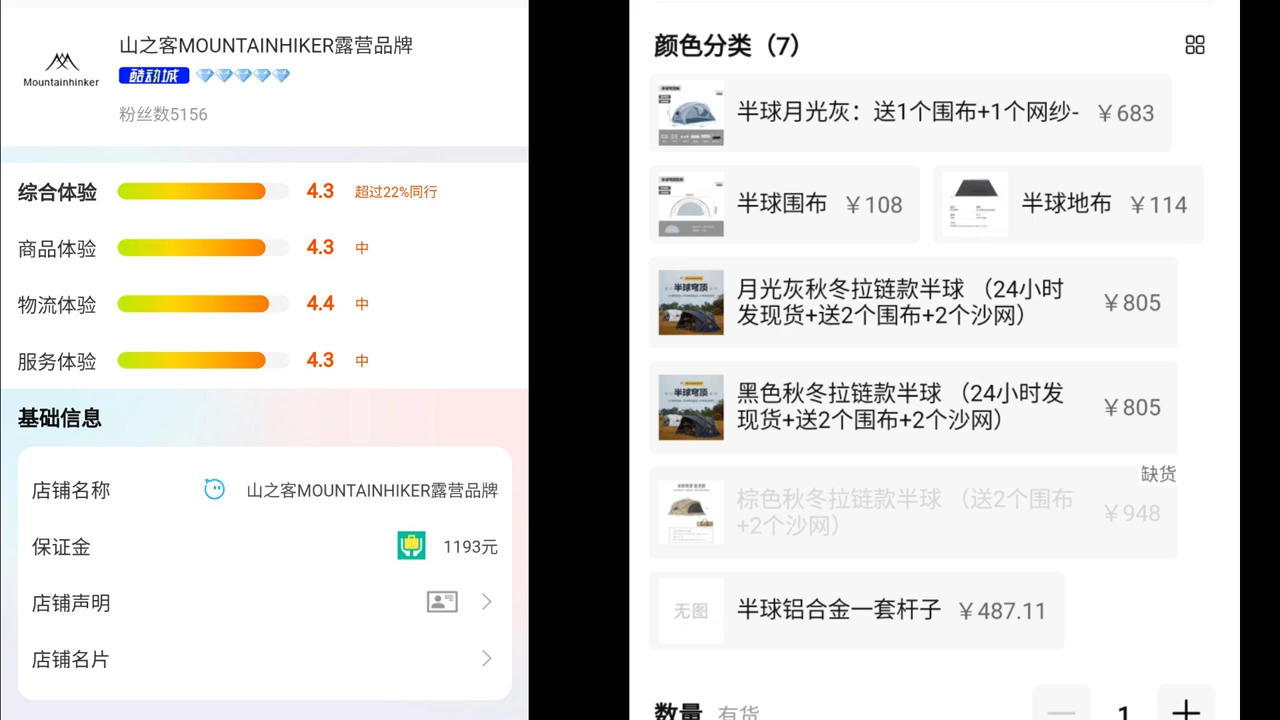 山之客MOUNTAINHIKER露营品牌
Mountainhinker
酷动城
粉丝数5156
综合体验 4.3 超过22%同行
商品体验 4.3 中
物流体验 4.4 中
服务体验 4.3 中
基础信息
店铺名称 山之客MOUNTAINHIKER露营品牌
保证金 1193元
店铺声明
店铺名片
颜色分类（7）
半球月光灰：送1个围布+1个网纱- ￥683
半球围布 ￥108
半球地布 ￥114
半球穹顶
月光灰秋冬拉链款半球 （24小时
发现货+送2个围布+2个沙网）
￥805
半球穹顶
黑色秋冬拉链款半球 （24小时发
现货+送2个围布+2个沙网）
￥805
缺货
棕色秋冬拉链款半球 （送2个围布
+2个沙网）
￥948
无图
半球铝合金一套杆子 ￥487.11
数量 有货
1